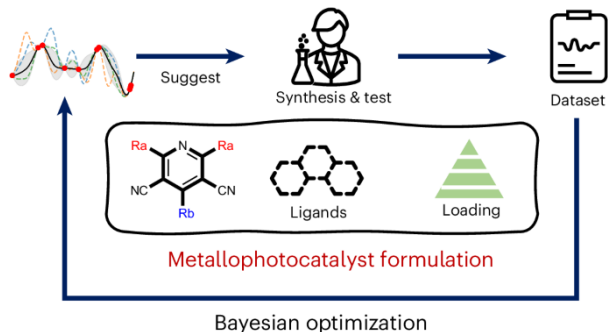 Suggest
Synthesis & test
Dataset
Ra
N
Ra
NC
CN
Rb
Ligands
Loading
Metallophotocatalyst formulation
Bayesian optimization